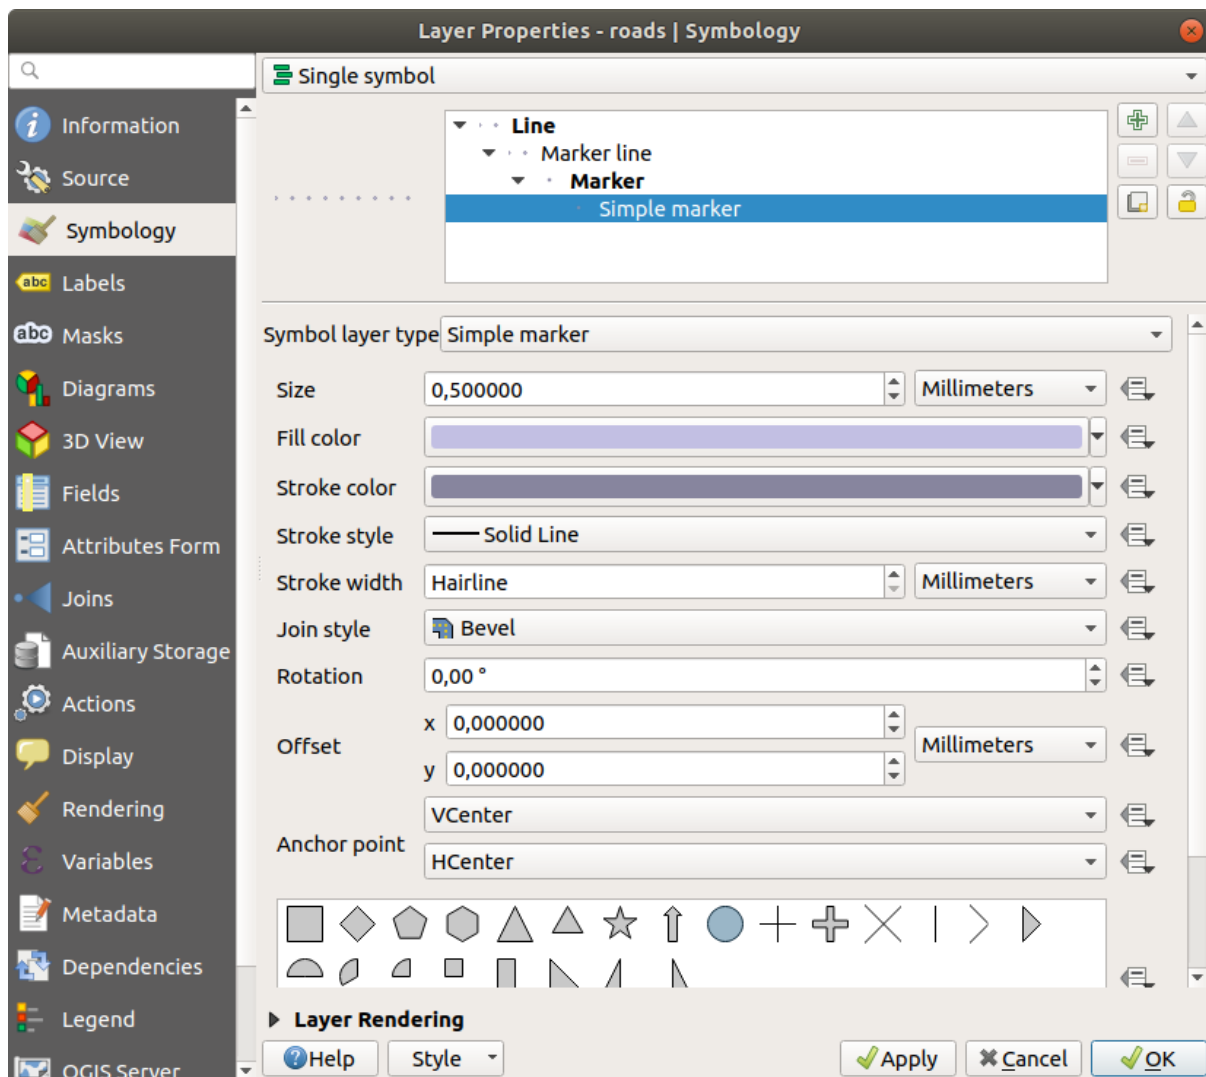 Layer Properties - roads | Symbology
Single symbol
Information
Source
Symbology
abc Labels
abc Masks
Diagrams
3D View
Fields
Attributes Form
Joins
Auxiliary Storage
Actions
Display
Rendering
Variables
Metadata
Dependencies
Legend
QGIS Server
Line
Marker line
Marker
Simple marker
Symbol layer type Simple marker
Size 0,500000 Millimeters
Fill color
Stroke color
Stroke style Solid Line
Stroke width Hairline Millimeters
Join style Bevel
Rotation 0,00 °
Offset x 0,000000 Millimeters
y 0,000000
Anchor point VCenter
HCenter
Layer Rendering
Help Style Apply Cancel OK